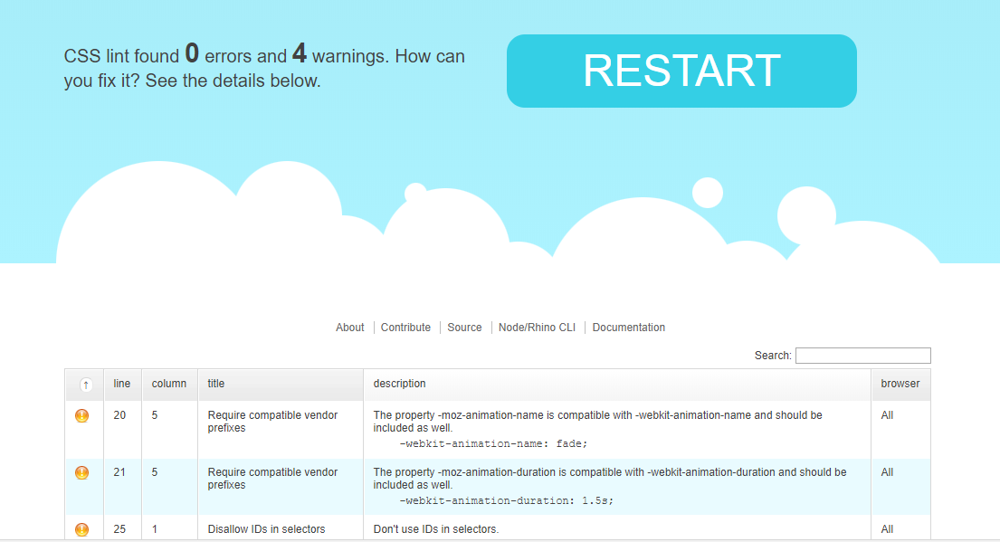 CSS lint found 0 errors and 4 warnings. How can
you fix it? See the details below.
RESTART
About
Contribute
Source
Node/Rhino CLI
Documentation
Search:
↑ line column title description browser
20 5 Require compatible vendor prefixes The property -moz-animation-name is compatible with -webkit-animation-name and should be included as well. All
-webkit-animation-name: fade;
21 5 Require compatible vendor prefixes The property -moz-animation-duration is compatible with -webkit-animation-duration and should be included as well. All
-webkit-animation-duration: 1.5s;
25 1 Disallow IDs in selectors Don't use IDs in selectors. All